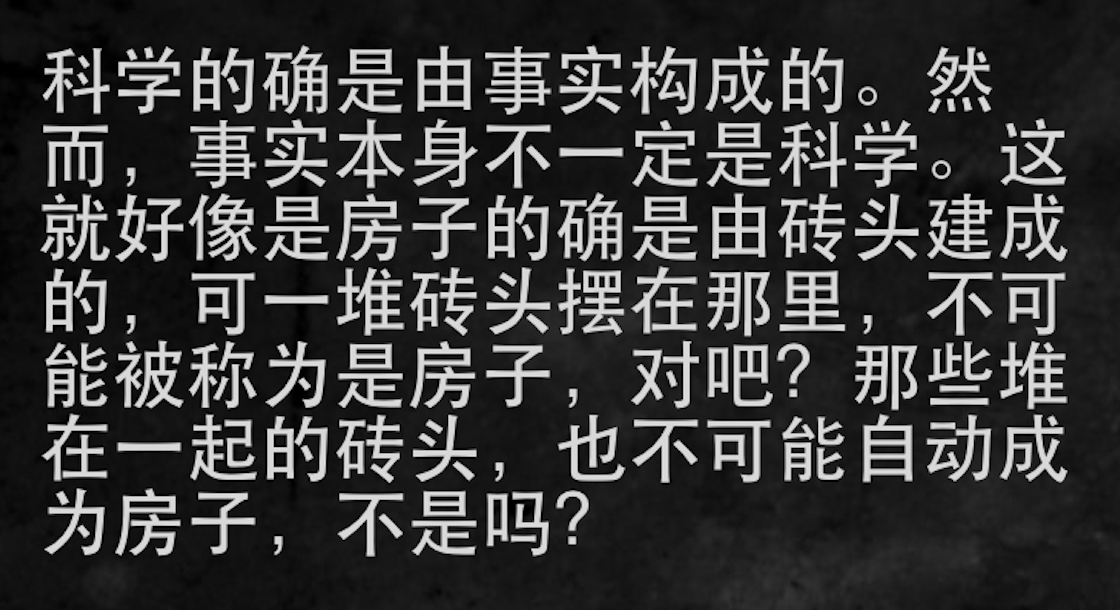 科学的确是由事实构成的。然
而，事实本身不一定是科学。这
就好像是房子的确是由砖头建成
的，可一堆砖头摆在那里，不可
能被称为是房子，对吧？那些堆
在一起的砖头，也不可能自动成
为房子，不是吗？